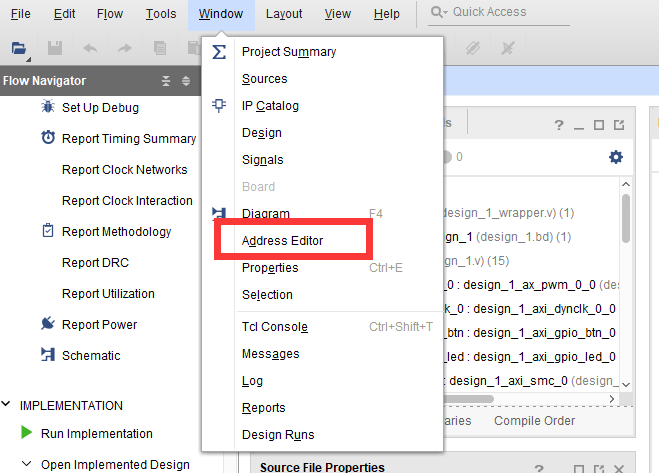 File Edit Flow Tools Window Layout View Help Quick Access
Flow Navigator
Set Up Debug
Report Timing Summary
Report Clock Networks
Report Clock Interaction
Report Methodology
Report DRC
Report Utilization
Report Power
Schematic
IMPLEMENTATION
Run Implementation
Open Implemented Design
Project Summary
Sources
IP Catalog
Design
Signals
Board
Diagram F4
Address Editor
Properties Ctrl+E
Selection
Tcl Console Ctrl+Shift+T
Messages
Log
Reports
Design Runs
? _
0
design_1_wrapper.v) (1)
ign_1 (design_1.bd) (1)
gn_1.v) (15)
_0 : design_1_ax_pwm_0_0 (des
k_0 : design_1_axi_dynclk_0_0
_btn : design_1_axi_gpio_btn_0
_led : design_1_axi_gpio_led_0
: design_1_axi_smc_0 (design_
aries Compile Order
Source File Properties